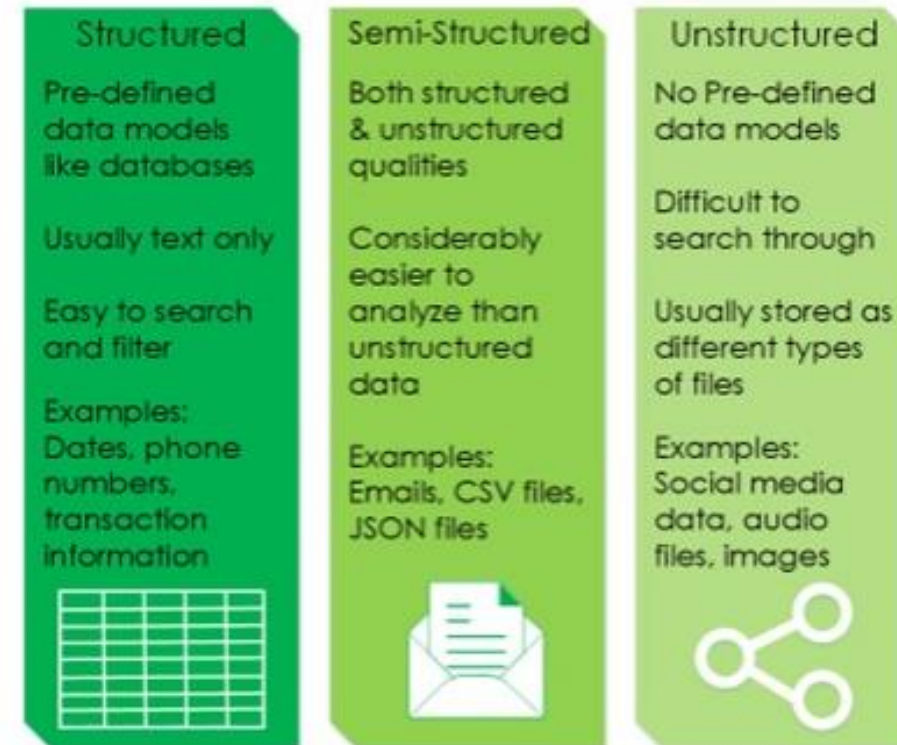 Structured
Pre-defined
data models
like databases
Usually text only
Easy to search
and filter
Examples:
Dates, phone
numbers,
transaction
information
Semi-Structured
Both structured
& unstructured
qualities
Considerably
easier to
analyze than
unstructured
data
Examples:
Emails, CSV files,
JSON files
Unstructured
No Pre-defined
data models
Difficult to
search through
Usually stored as
different types
of files
Examples:
Social media
data, audio
files, images